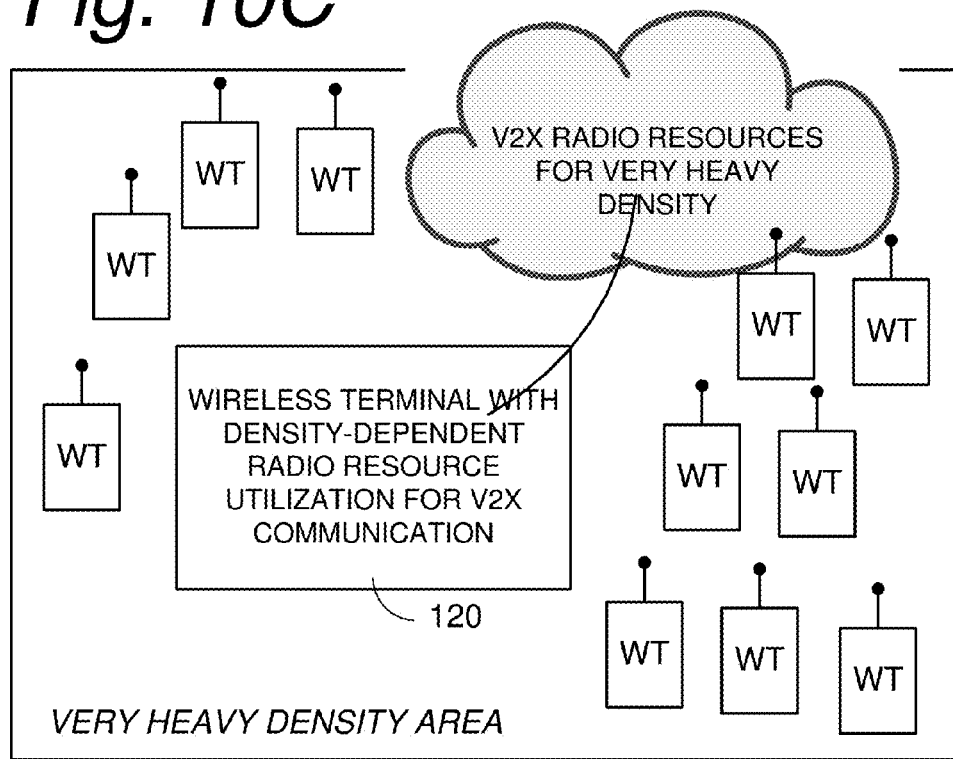 Fig. 10C
V2X RADIO RESOURCES
FOR VERY HEAVY
DENSITY
WT
WT
WT
WT
WT
WT
WIRELESS TERMINAL WITH
DENSITY-DEPENDENT
RADIO RESOURCE
UTILIZATION FOR V2X
COMMUNICATION
WT
WT
120
WT
WT
WT
VERY HEAVY DENSITY AREA